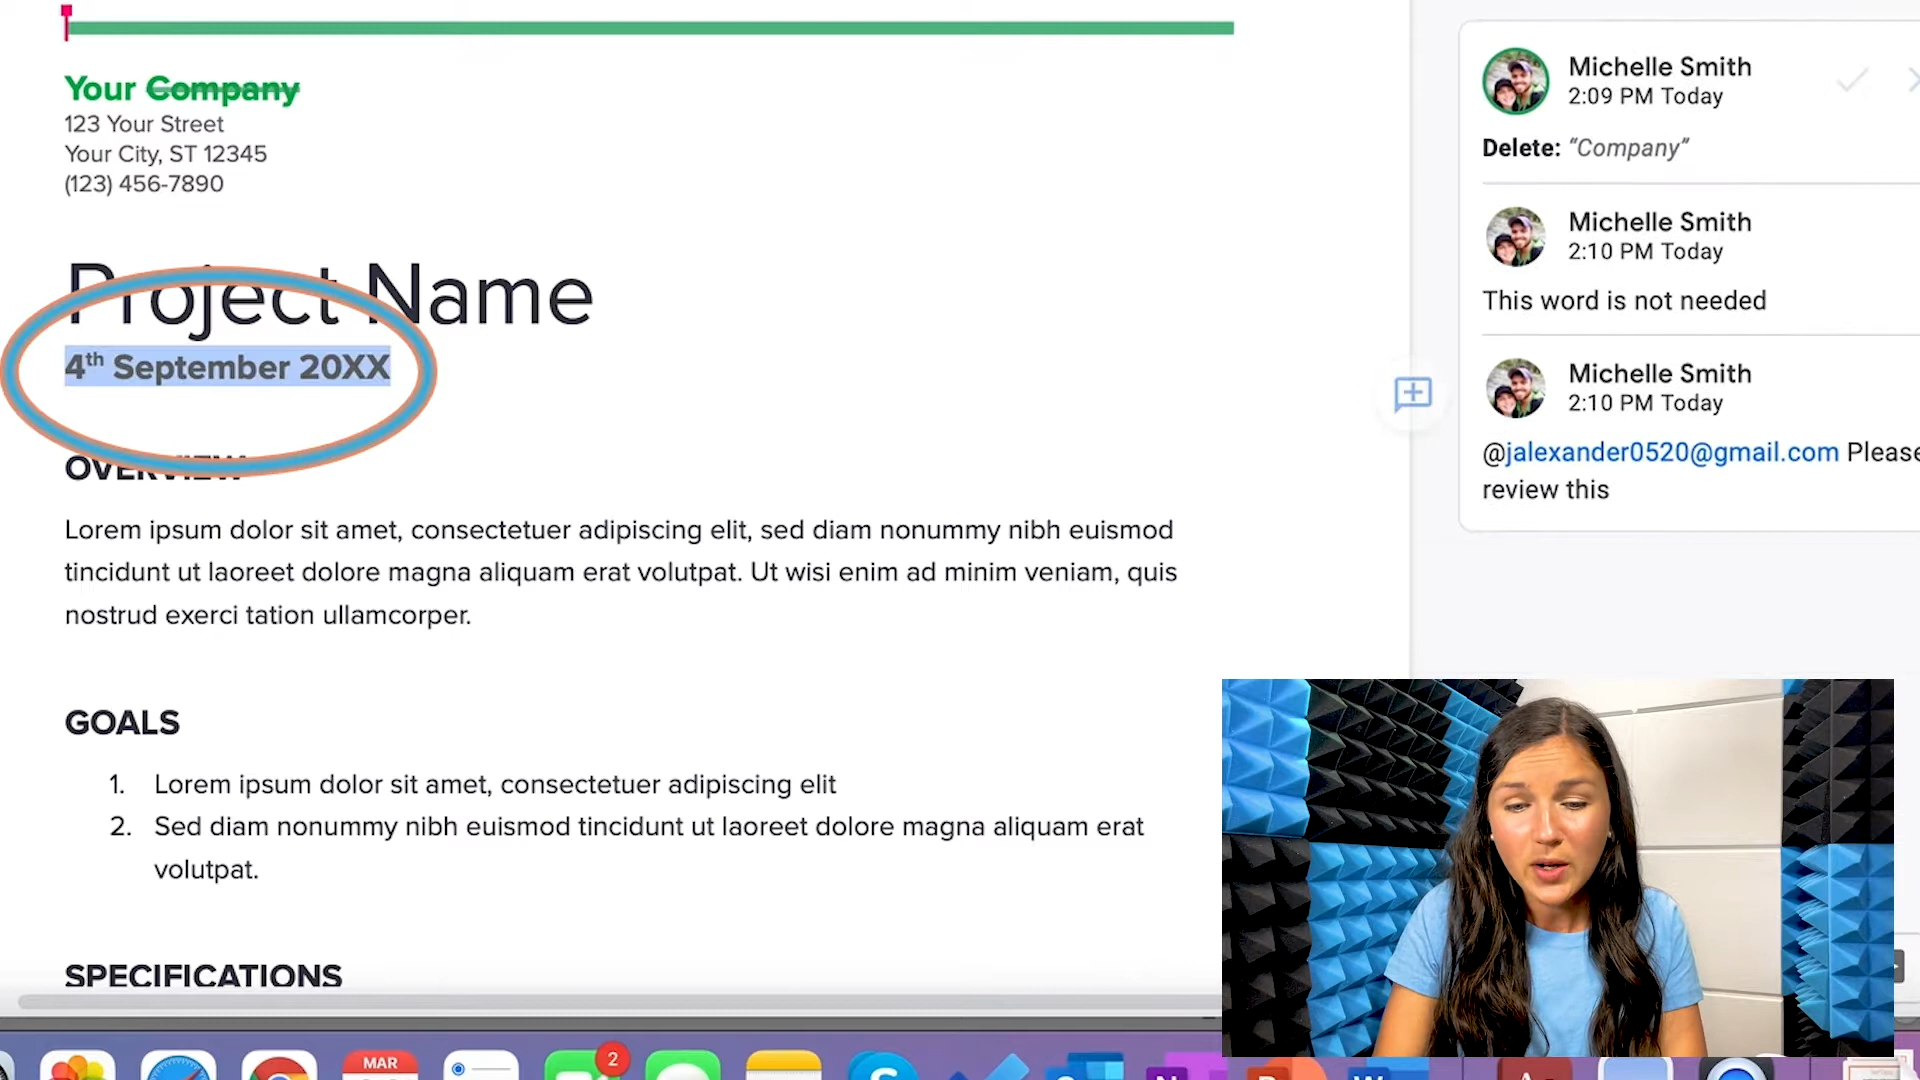 Your Company
123 Your Street
Your City, ST 12345
(123) 456-7890
Project Name
4th September 20XX
OVERVIEW
Lorem ipsum dolor sit amet, consectetuer adipiscing elit, sed diam nonummy nibh euismod
tincidunt ut laoreet dolore magna aliquam erat volutpat. Ut wisi enim ad minim veniam, quis
nostrud exerci tation ullamcorper.
GOALS
1. Lorem ipsum dolor sit amet, consectetuer adipiscing elit
2. Sed diam nonummy nibh euismod tincidunt ut laoreet dolore magna aliquam erat
volutpat.
SPECIFICATIONS
Michelle Smith
2:09 PM Today
Delete: “Company”
Michelle Smith
2:10 PM Today
This word is not needed
Michelle Smith
2:10 PM Today
@jalexander0520@gmail.com Please
review this
MAR
2